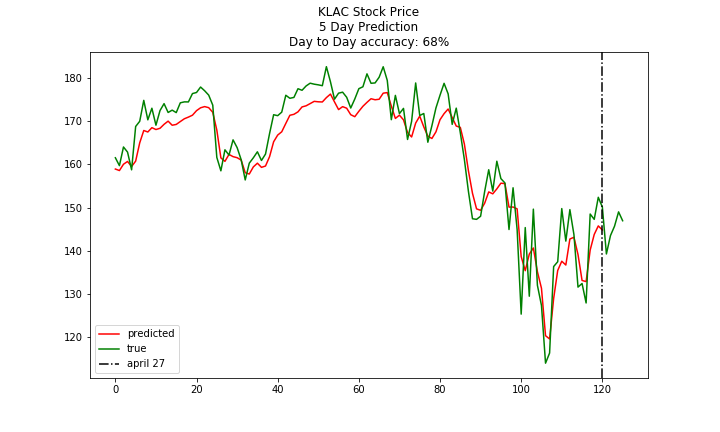 KLAC Stock Price
5 Day Prediction
Day to Day accuracy: 68%
180
170
160
150
140
130
120
predicted
true
april 27
0 20 40 60 80 100 120